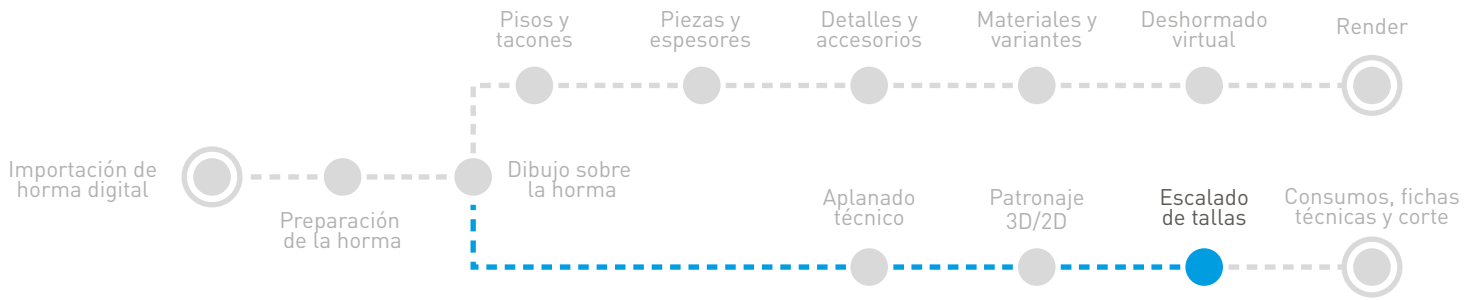 Pisos y
tacones
Piezas y
espesores
Detalles y
accesorios
Materiales y
variantes
Deshormado
virtual
Render
Importación de
horma digital
Preparación
de la horma
Dibujo sobre
la horma
Aplanado
técnico
Patronaje
3D/2D
Escalado
de tallas
Consumos, fichas
técnicas y corte